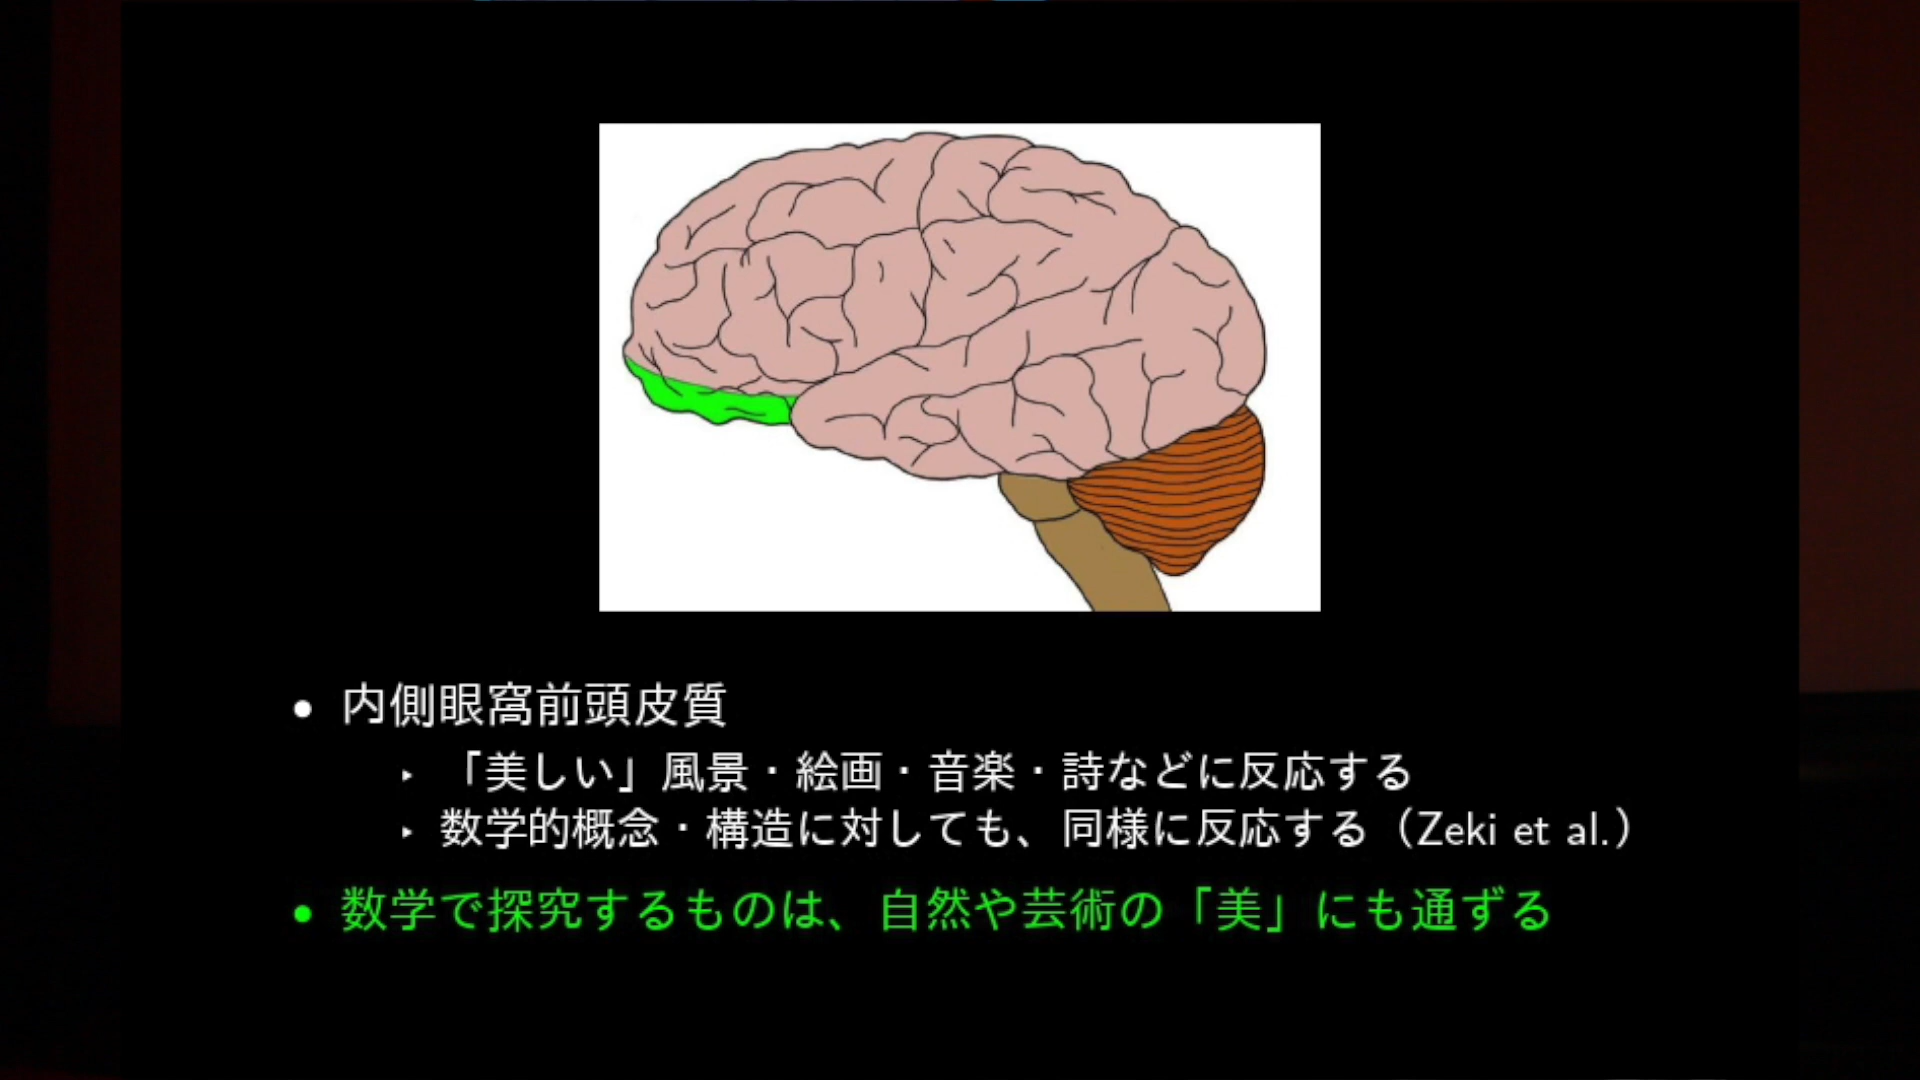 • 内側眼窩前頭皮質
▸ 「美しい」風景・絵画・音楽・詩などに反応する
▸ 数学的概念・構造に対しても、同様に反応する（Zeki et al.）
• 数学で探究するものは、自然や芸術の「美」にも通ずる